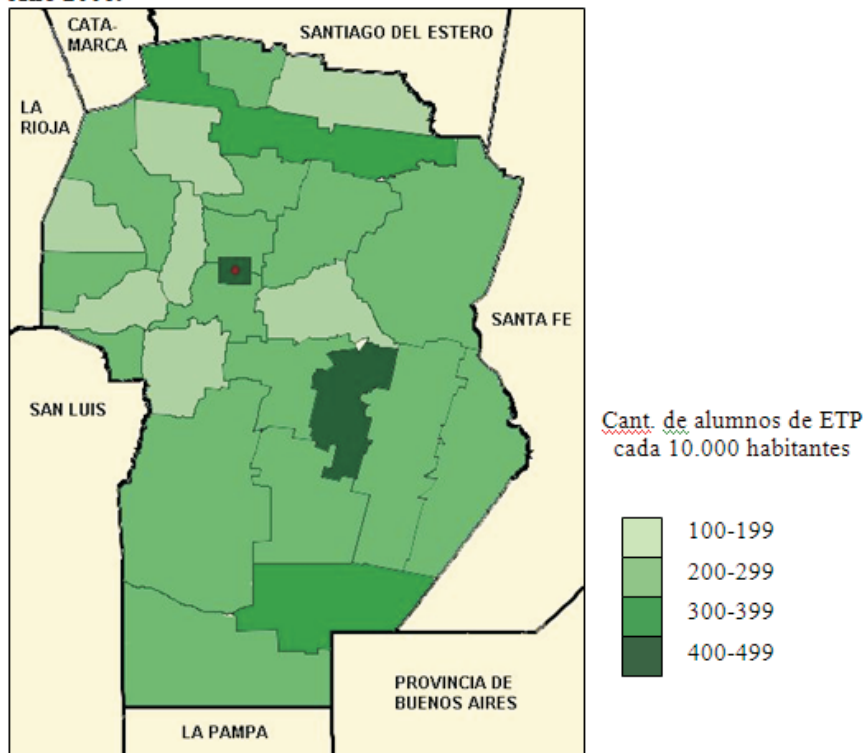 CATA-
MARCA
SANTIAGO DEL ESTERO
LA
RIOJA
SANTA FE
SAN LUIS
PROVINCIA DE
BUENOS AIRES
LA PAMPA
Cant. de alumnos de ETP
cada 10.000 habitantes
100-199
200-299
300-399
400-499